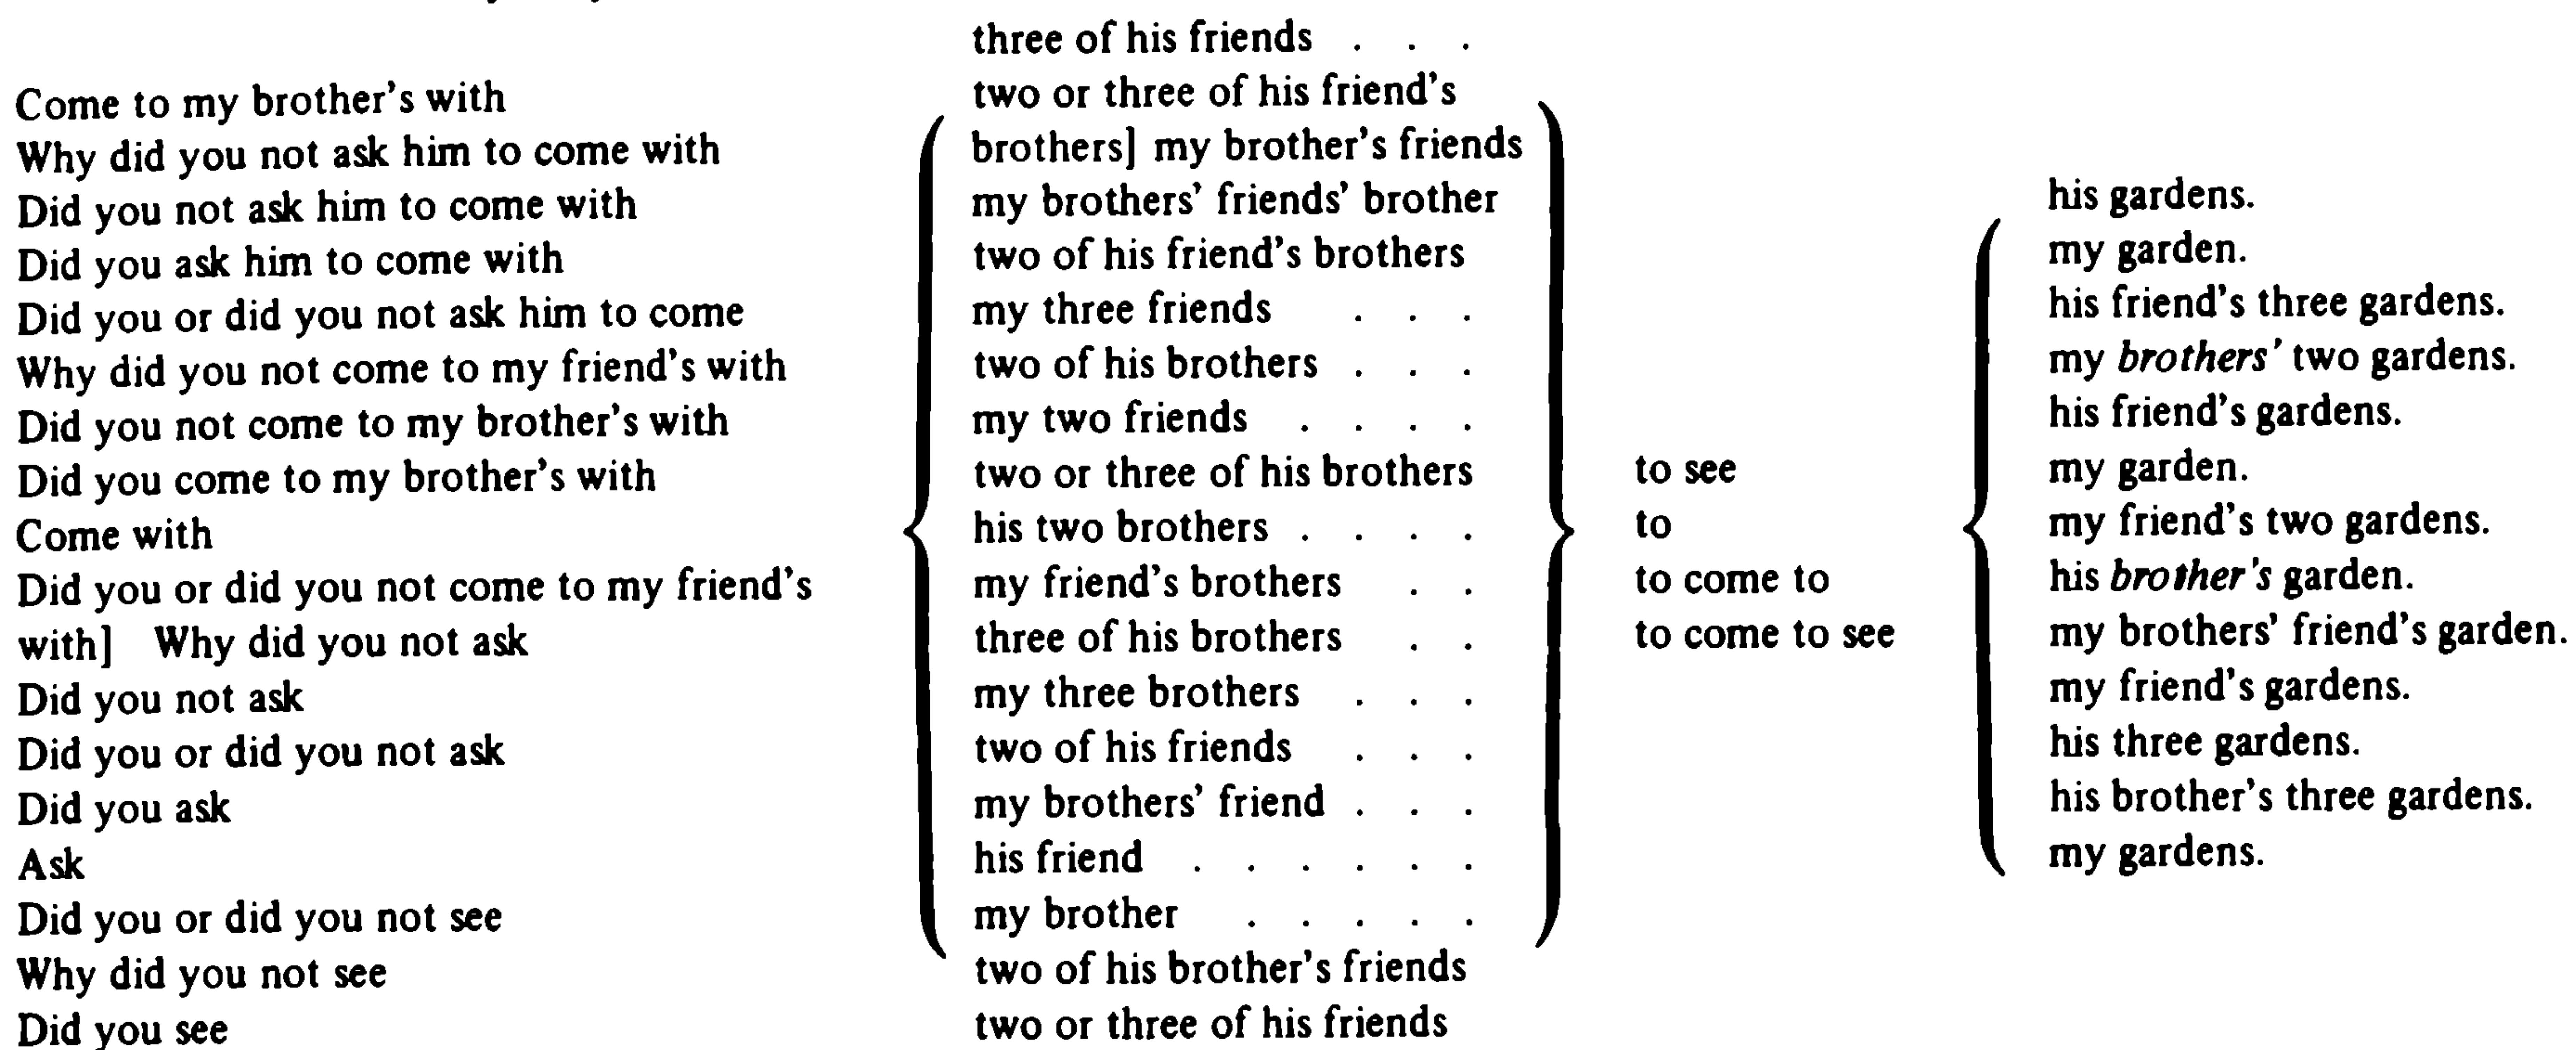 Come to my brother's with
Why did you not ask him to come with
Did you not ask him to come with
Did you ask him to come with
Did you or did you not ask him to come
Why did you not come to my friend's with
Did you not come to my brother's with
Did you come to my brother's with
Come with
Did you or did you not come to my friend's
with] Why did you not ask
Did you not ask
Did you or did you not ask
Did you ask
Ask
Did you or did you not see
Why did you not see
Did you see
three of his friends . . .
two or three of his friend's
brothers] my brother's friends
my brothers' friends' brother
two of his friend's brothers
my three friends . . .
two of his brothers . . .
my two friends . . . .
two or three of his brothers
his two brothers . . . .
my friend's brothers . .
three of his brothers . .
my three brothers . . .
two of his friends . . .
my brothers' friend . . .
his friend . . . . . .
my brother . . . . .
two of his brother's friends
two or three of his friends
to see
to
to come to
to come to see
his gardens.
my garden.
his friend's three gardens.
my brothers' two gardens.
his friend's gardens.
my garden.
my friend's two gardens.
his brother's garden.
my brothers' friend's garden.
my friend's gardens.
his three gardens.
his brother's three gardens.
my gardens.